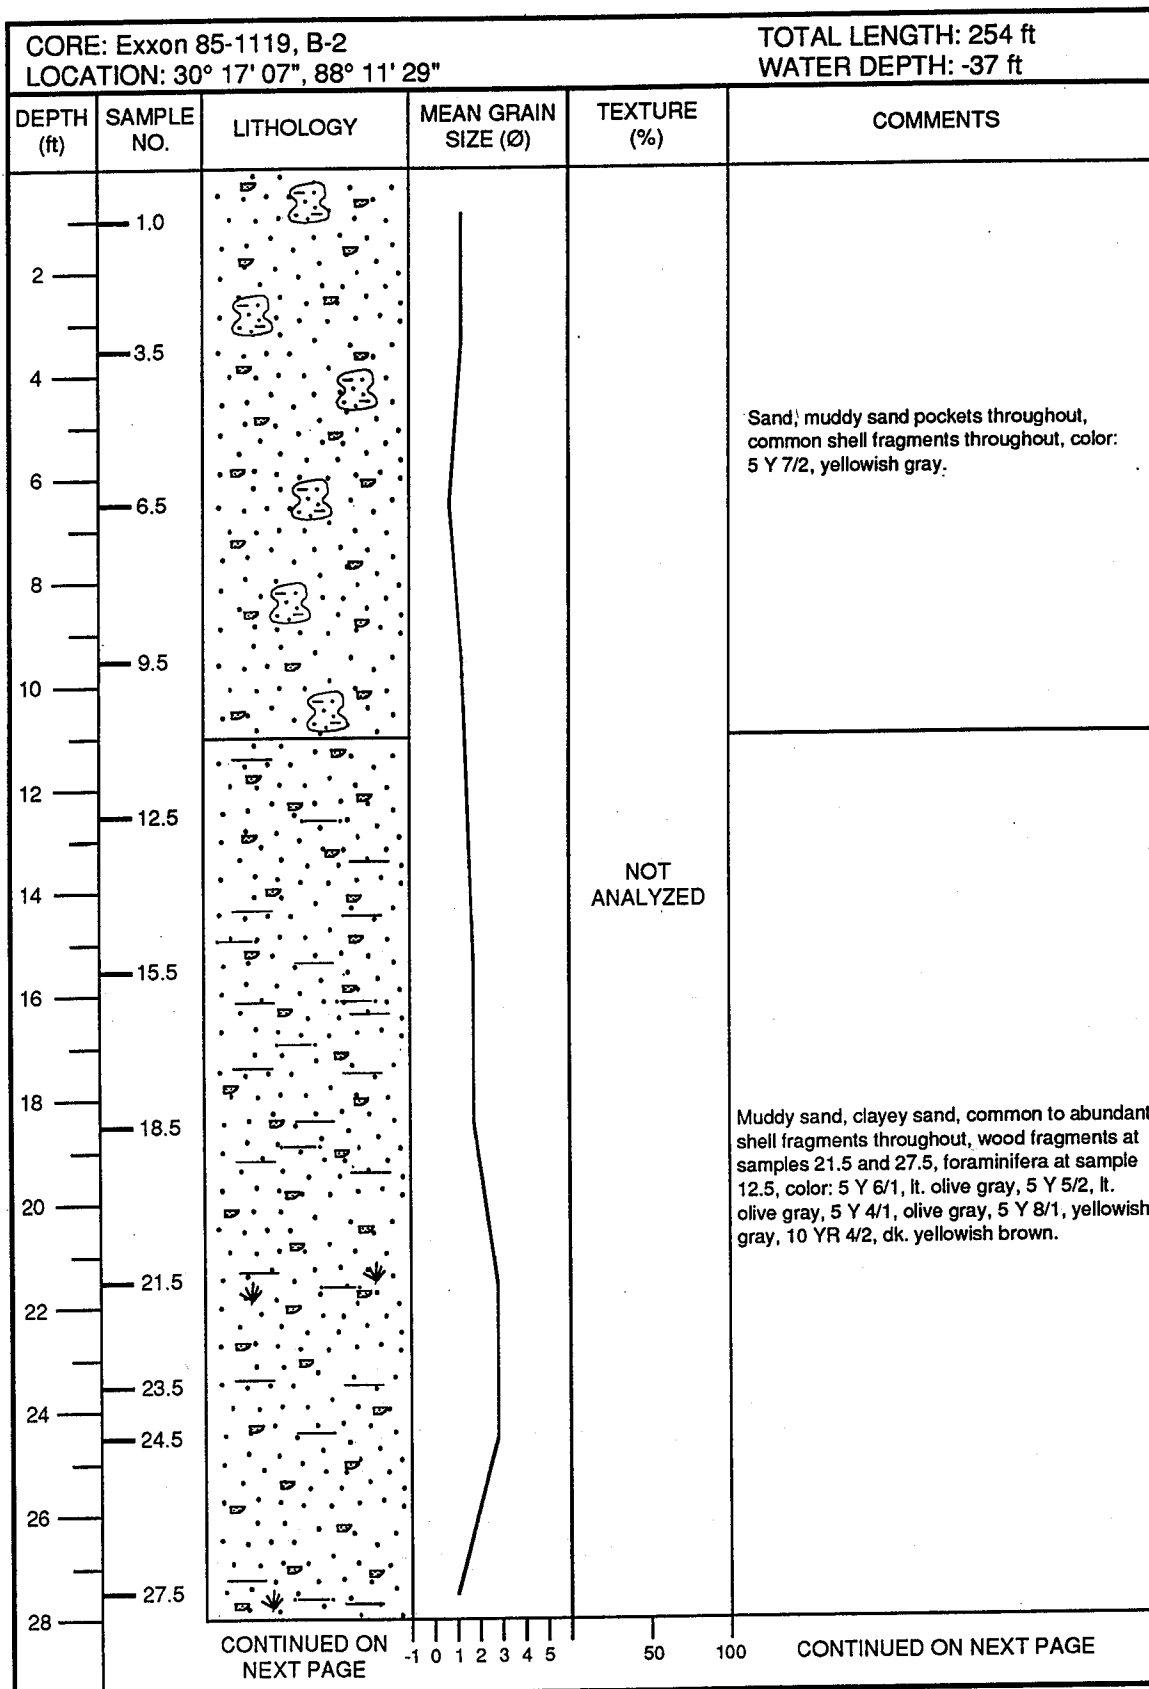 CORE: Exxon 85-1119, B-2
TOTAL LENGTH: 254 ft
LOCATION: 30° 17' 07", 88° 11' 29"
WATER DEPTH: -37 ft
DEPTH (ft)
SAMPLE NO.
LITHOLOGY
MEAN GRAIN SIZE (Ø)
TEXTURE (%)
COMMENTS
1.0
2
3.5
4
Sand, muddy sand pockets throughout,
common shell fragments throughout, color:
5 Y 7/2, yellowish gray.
6
6.5
8
9.5
10
12
12.5
NOT
ANALYZED
14
15.5
16
18
18.5
Muddy sand, clayey sand, common to abundant
shell fragments throughout, wood fragments at
samples 21.5 and 27.5, foraminifera at sample
12.5, color: 5 Y 6/1, lt. olive gray, 5 Y 5/2, lt.
olive gray, 5 Y 4/1, olive gray, 5 Y 8/1, yellowish
gray, 10 YR 4/2, dk. yellowish brown.
20
21.5
22
23.5
24
24.5
26
27.5
28
CONTINUED ON
NEXT PAGE
-1 0 1 2 3 4 5
50 100
CONTINUED ON NEXT PAGE